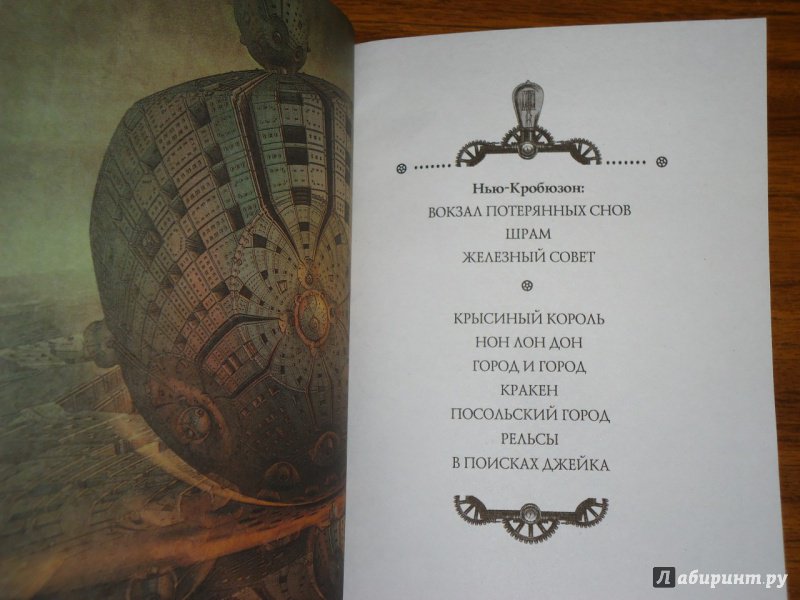 Нью-Кробюзон:
ВОКЗАЛ ПОТЕРЯННЫХ СНОВ
ШРАМ
ЖЕЛЕЗНЫЙ СОВЕТ
КРЫСИНЫЙ КОРОЛЬ
НОН ЛОН ДОН
ГОРОД И ГОРОД
КРАКЕН
ПОСОЛЬСКИЙ ГОРОД
РЕЛЬСЫ
В ПОИСКАХ ДЖЕЙКА
Лабиринт.ру